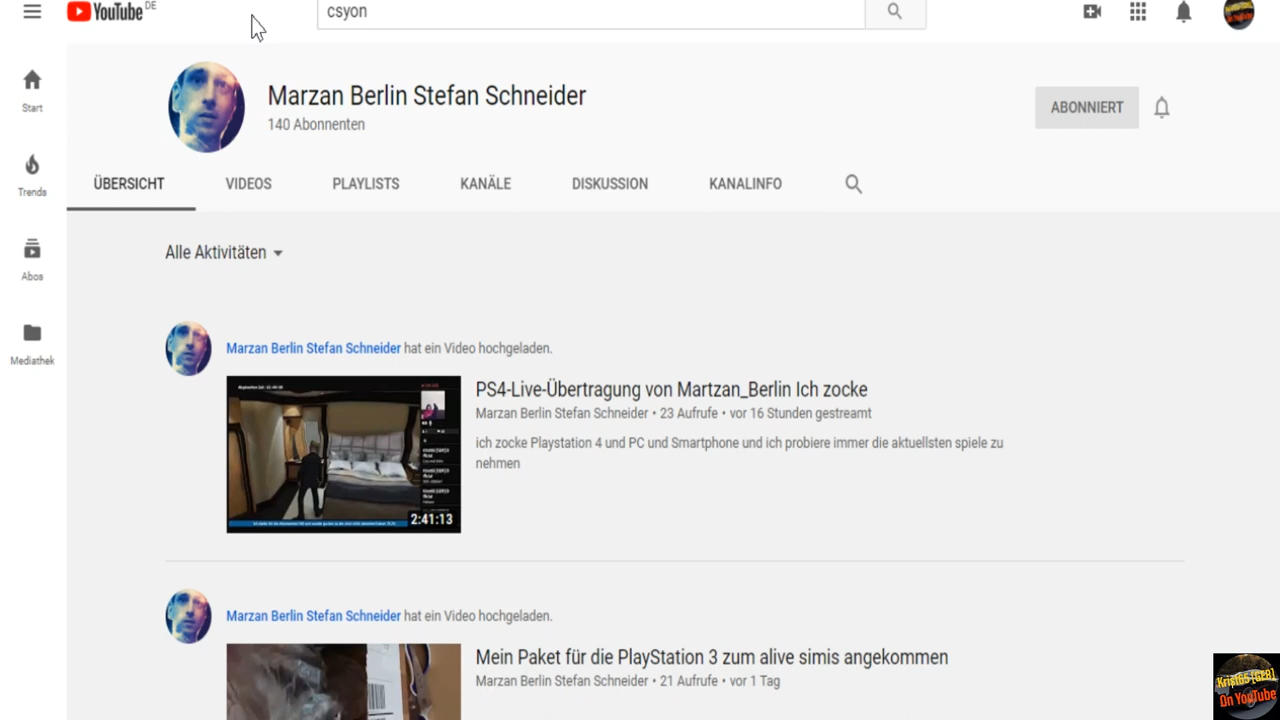 YouTube DE
csyon
Marzan Berlin Stefan Schneider
140 Abonnenten
ABONNIERT
Start
Trends
Abos
Mediathek
ÜBERSICHT VIDEOS PLAYLISTS KANÄLE DISKUSSION KANALINFO
Alle Aktivitäten
Marzan Berlin Stefan Schneider hat ein Video hochgeladen.
2:41:13
PS4-Live-Übertragung von Martzan_Berlin Ich zocke
Marzan Berlin Stefan Schneider • 23 Aufrufe • vor 16 Stunden gestreamt
ich zocke Playstation 4 und PC und Smartphone und ich probiere immer die aktuellsten spiele zu
nehmen
Marzan Berlin Stefan Schneider hat ein Video hochgeladen.
Mein Paket für die PlayStation 3 zum alive simis angekommen
Marzan Berlin Stefan Schneider • 21 Aufrufe • vor 1 Tag
On YouTube